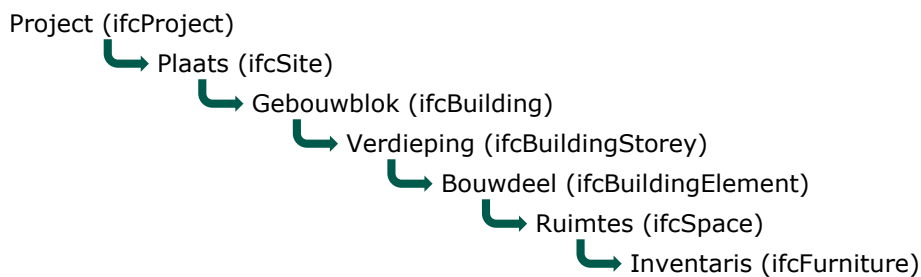 Project (ifcProject)
Plaats (ifcSite)
Gebouwblok (ifcBuilding)
Verdieping (ifcBuildingStorey)
Bouwdeel (ifcBuildingElement)
Ruimtes (ifcSpace)
Inventaris (ifcFurniture)